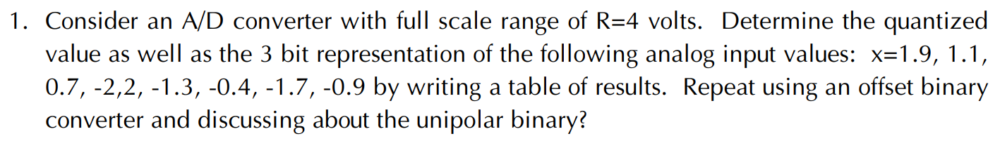 1. Consider an A/D converter with full scale range of R=4 volts. Determine the quantized
value as well as the 3 bit representation of the following analog input values: x=1.9, 1.1,
0.7, -2,2, -1.3, -0.4, -1.7, -0.9 by writing a table of results. Repeat using an offset binary
converter and discussing about the unipolar binary?